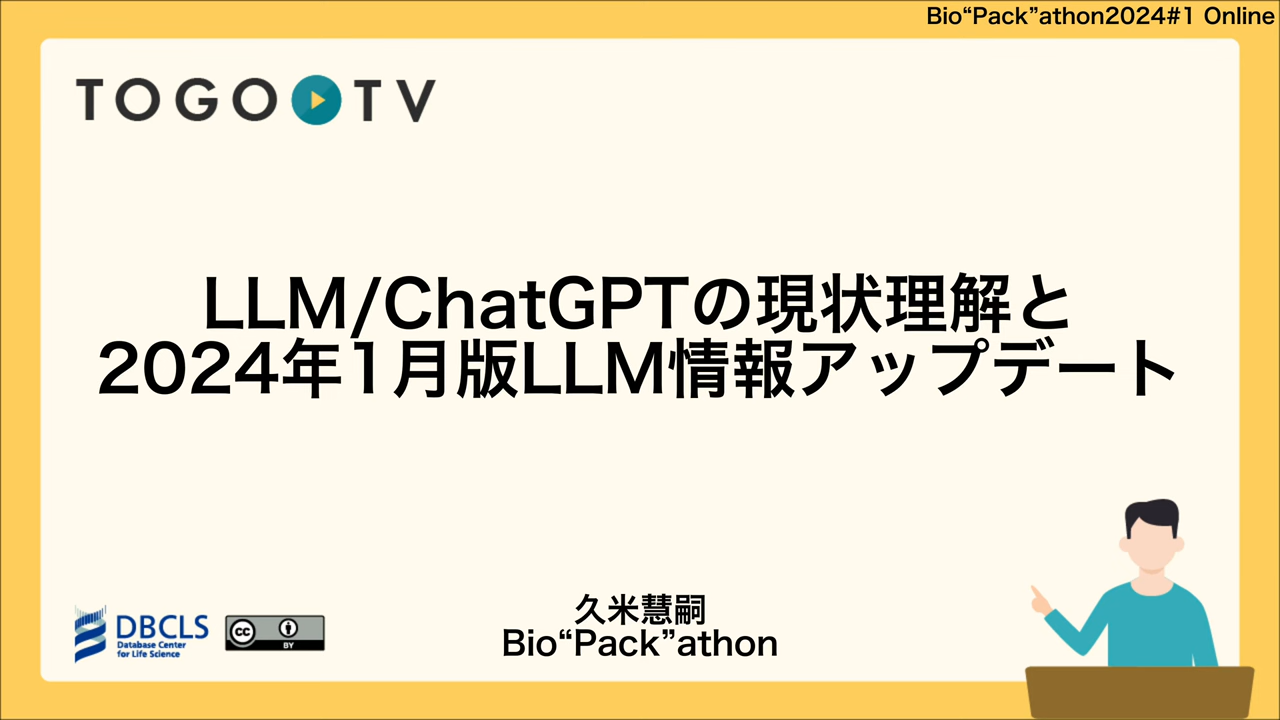 Bio“Pack”athon2024#1 Online
TOGO TV
LLM/ChatGPTの現状理解と
2024年1月版LLM情報アップデート
久米慧嗣
Bio“Pack”athon
DBCLS
Database Center
for Life Science
cc
BY